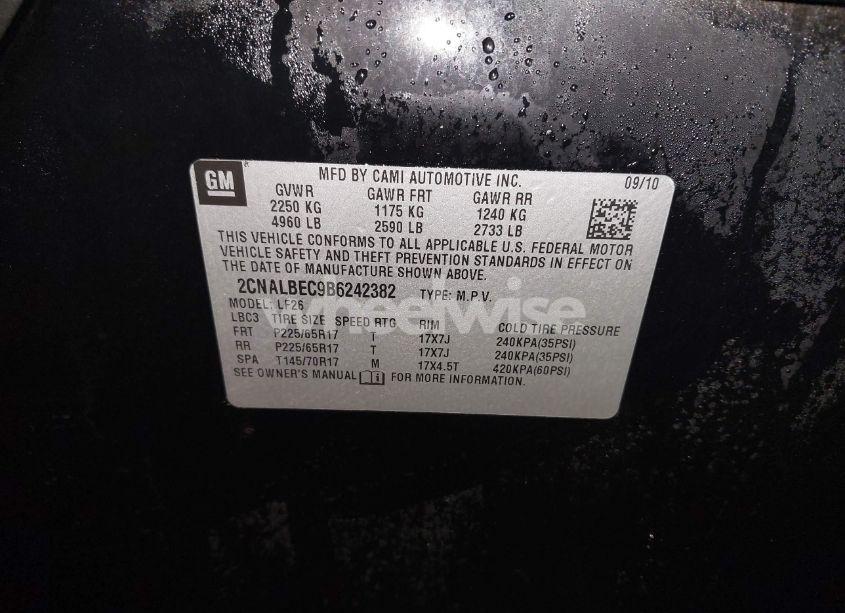 GM
MFD BY CAMI AUTOMOTIVE INC.
09/10
GVWR GAWR FRT GAWR RR
2250 KG 1175 KG 1240 KG
4960 LB 2590 LB 2733 LB
THIS VEHICLE CONFORMS TO ALL APPLICABLE U.S. FEDERAL MOTOR
VEHICLE SAFETY AND THEFT PREVENTION STANDARDS IN EFFECT ON
THE DATE OF MANUFACTURE SHOWN ABOVE.
2CNALBEC9B6242382 TYPE: M.P.V.
MODEL: LF26
wheelwise
LBC3 TIRE SIZE SPEED RTG RIM COLD TIRE PRESSURE
FRT P225/65R17 T 17X7J 240KPA(35PSI)
RR P225/65R17 T 17X7J 240KPA(35PSI)
SPA T145/70R17 M 17X4.5T 420KPA(60PSI)
SEE OWNER'S MANUAL i FOR MORE INFORMATION.